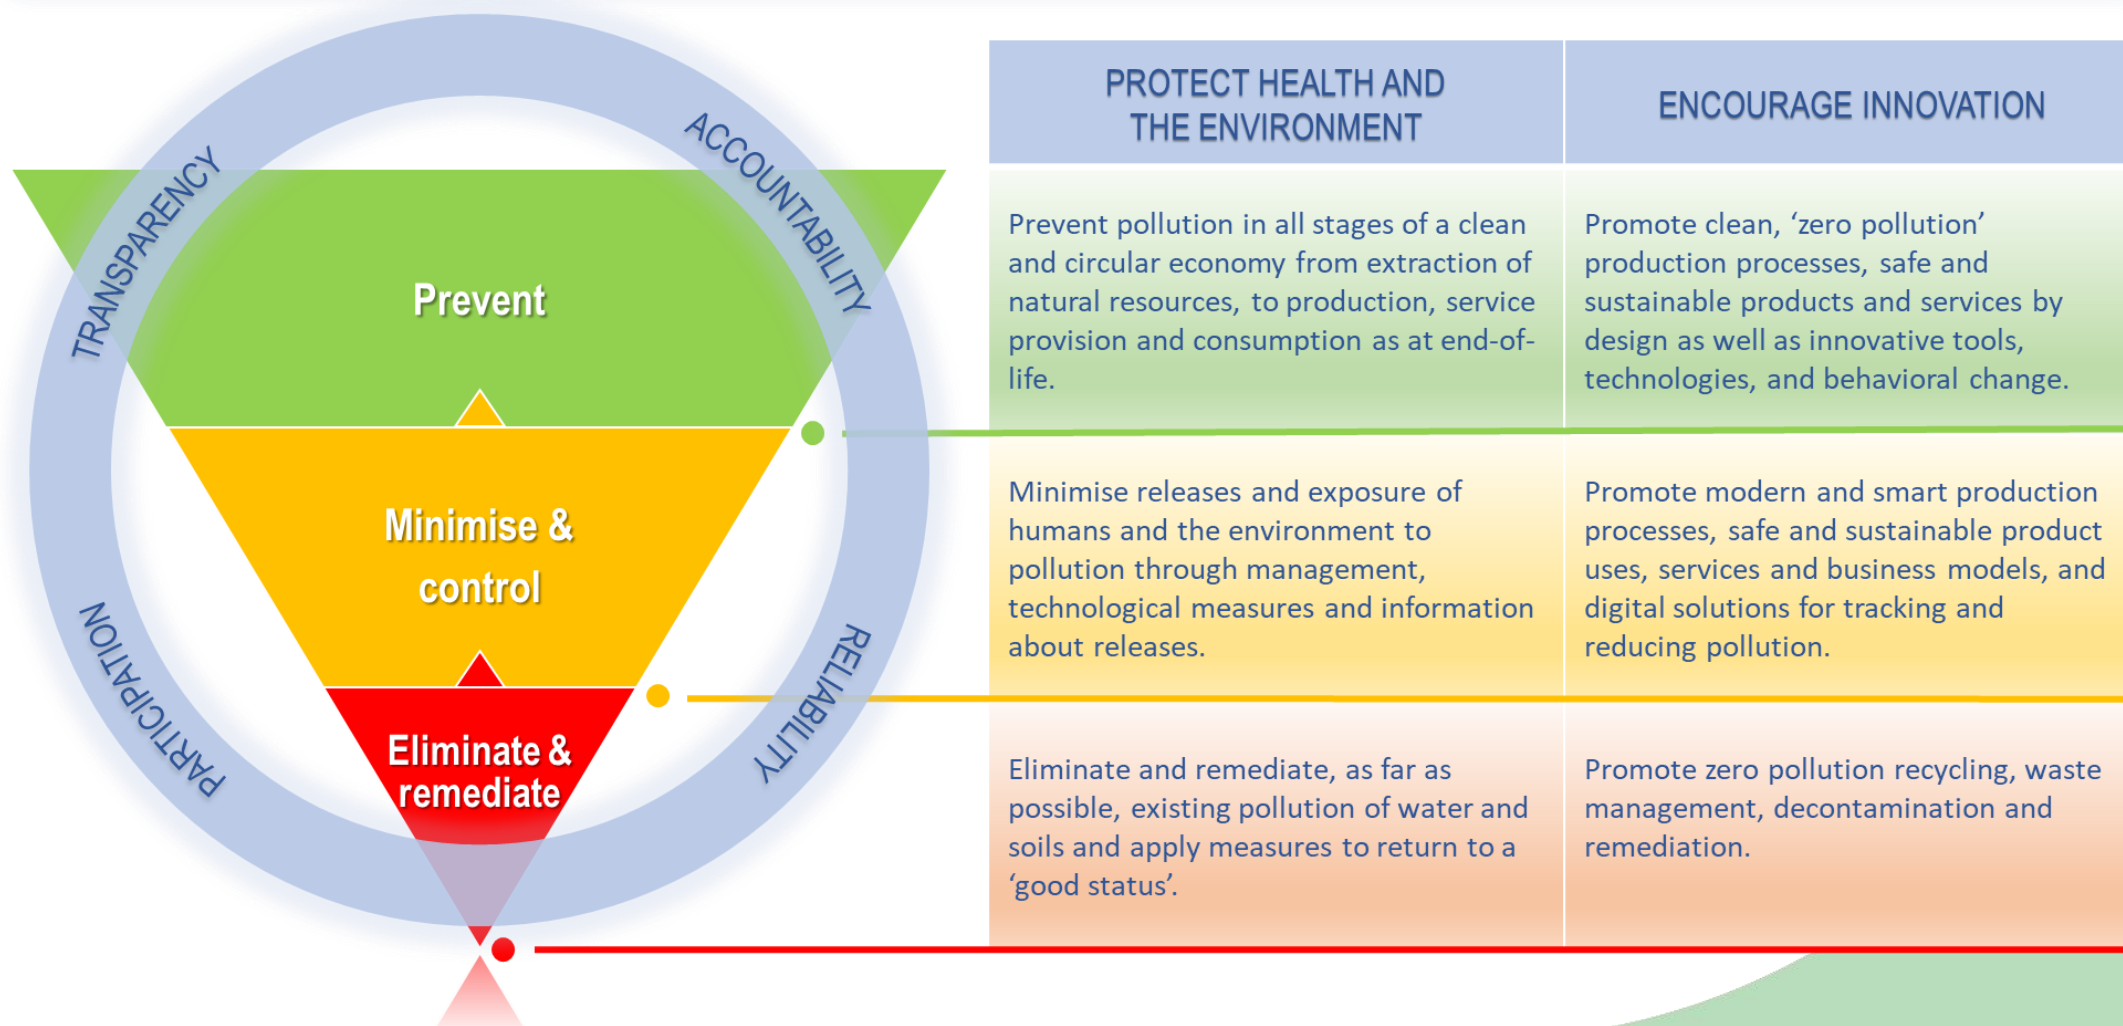 TRANSPARENCY
ACCOUNTABILITY
PARTICIPATION
RELIABILITY
Prevent
Minimise &
control
Eliminate &
remediate
PROTECT HEALTH AND
THE ENVIRONMENT
ENCOURAGE INNOVATION
Prevent pollution in all stages of a clean
and circular economy from extraction of
natural resources, to production, service
provision and consumption as at end-of-
life.
Promote clean, ‘zero pollution’
production processes, safe and
sustainable products and services by
design as well as innovative tools,
technologies, and behavioral change.
Minimise releases and exposure of
humans and the environment to
pollution through management,
technological measures and information
about releases.
Promote modern and smart production
processes, safe and sustainable product
uses, services and business models, and
digital solutions for tracking and
reducing pollution.
Eliminate and remediate, as far as
possible, existing pollution of water and
soils and apply measures to return to a
‘good status’.
Promote zero pollution recycling, waste
management, decontamination and
remediation.